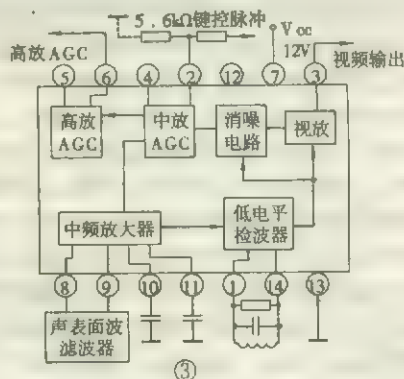 5．6kΩ键控脉冲
高放AGC
Vcc
12V
视频输出
⑤ ⑥ ④ ② ⑫ ⑦ ③
高放
AGC
中放
AGC
消噪
电路
视放
中频放大器
低电平
检波器
⑧ ⑨ ⑩ ⑪ ① ⑭ ⑬
声表面波
滤波器
③